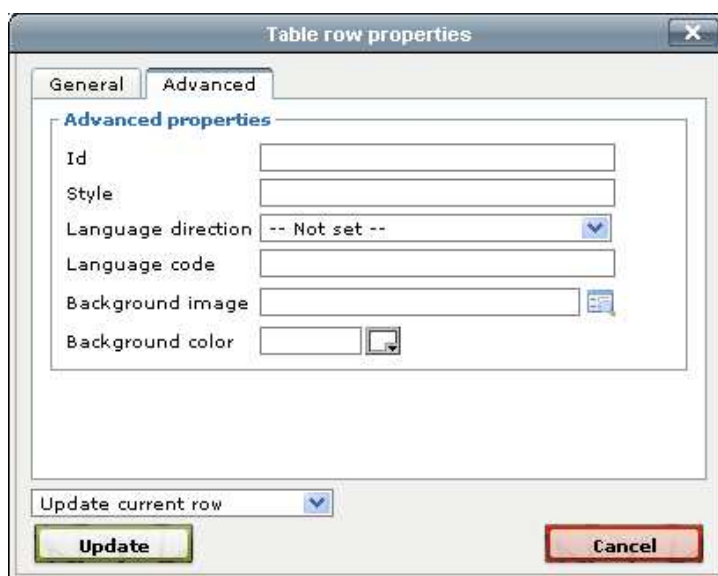 Table row properties
General Advanced
Advanced properties
Id
Style
Language direction -- Not set --
Language code
Background image
Background color
Update current row
Update Cancel